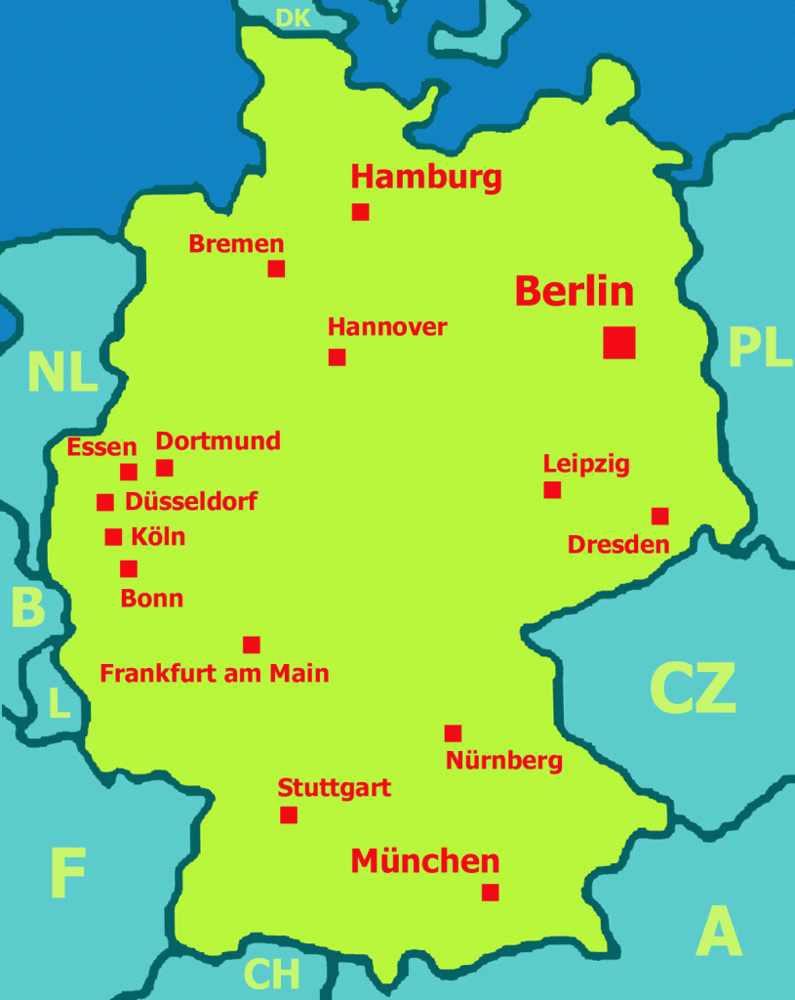 DK
Hamburg
Bremen
Berlin
Hannover
NL
PL
Essen
Dortmund
Leipzig
Düsseldorf
Köln
Dresden
Bonn
B
Frankfurt am Main
L
CZ
Nürnberg
Stuttgart
München
F
A
CH